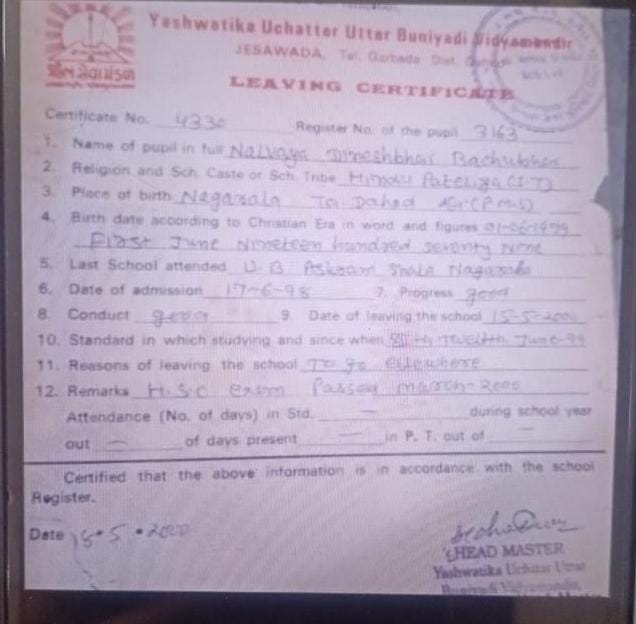 Yashwatika Uchatter Uttar Buniyadi Vidyamandir
JESAWADA, Tal. Garbada Dist.
LEAVING CERTIFICATE
Certificate No. 4330 Register No. of the pupil 3163
1. Name of pupil in full Nalvaya Dineshbhai Bachubhai
2. Religion and Sch. Caste or Sch. Tribe Hindu Pateliya (S.T)
3. Place of birth Nagarala Ta Dahod
4. Birth date according to Christian Era in word and figures 01-06-1979
First June Nineteen hundred seventy Nine
5. Last School attended U.B Ashram Shala Nagarala
6. Date of admission 17-6-98 7. Progress good
8. Conduct good 9. Date of leaving the school 15-5-2000
10. Standard in which studying and since when Twelth June-99
11. Reasons of leaving the school To go elsewhere
12. Remarks H.S.C exam Passed march-2000
Attendance (No. of days) in Std. — during school year
out — of days present — in P. T. out of —
Certified that the above information is in accordance with the school
Register.
Date 18.5.2000
HEAD MASTER
Yashwatika Uchatar Uttar
Buniyadi Vidyamandir,